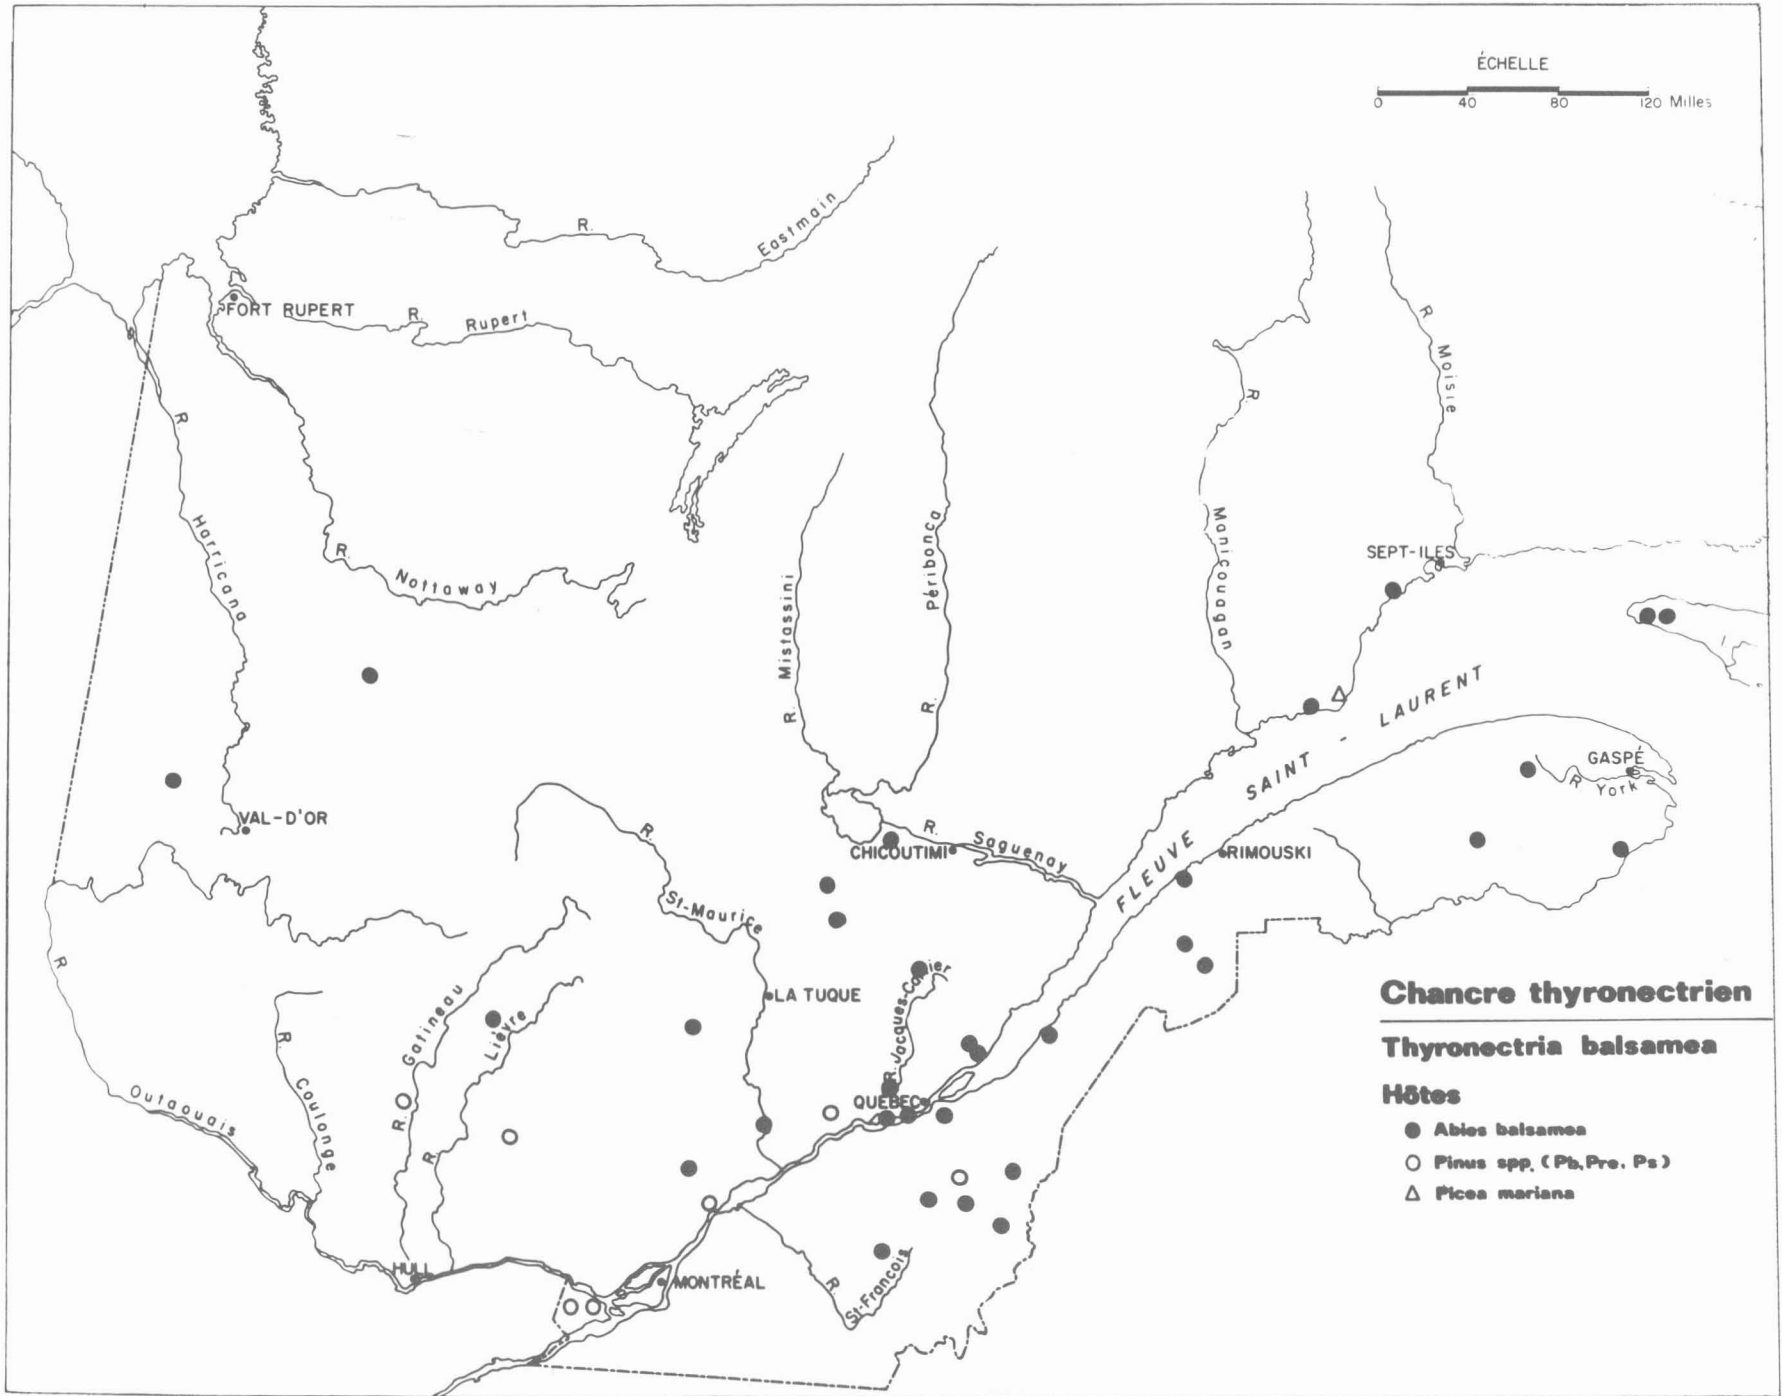 ÉCHELLE
0 40 80 120 Milles
R. Eastmain
FORT RUPERT
R. Rupert
R. Harricana
R. Nottaway
R. Mistassini
R. Péribonca
R. Manicouagan
R Moisie
SEPT-ILES
FLEUVE SAINT - LAURENT
GASPÉ
R York
VAL-D'OR
R. St-Maurice
CHICOUTIMI
R. Saguenay
RIMOUSKI
LA TUQUE
R. Gatineau
Lièvre
R.
R. Coulonge
R Outaouais
R. Jacques-Cartier
QUÉBEC
HULL
MONTRÉAL
R. St-François
Chancre thyronectrien
Thyronectria balsamea
Hôtes
Abies balsamea
Pinus spp. (Pb, Pre, Ps)
Picea mariana